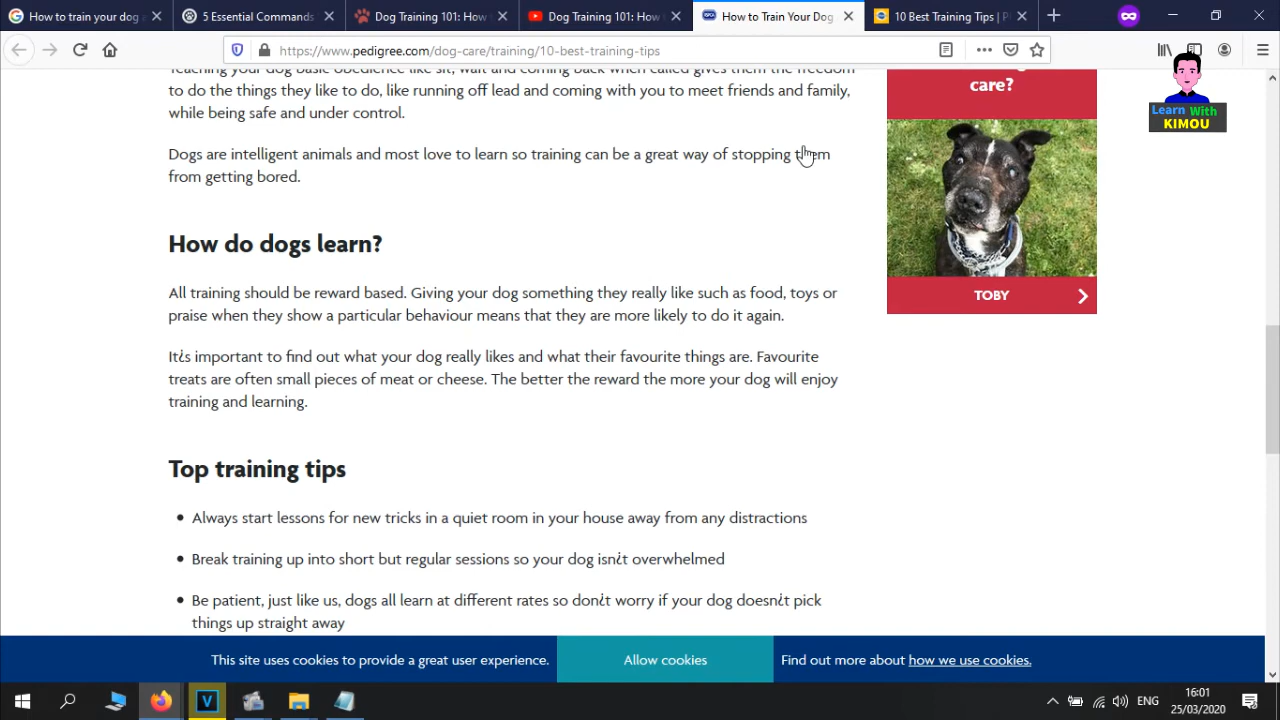 How to train your dog a
5 Essential Commands
Dog Training 101: How
Dog Training 101: How
How to Train Your Dog
10 Best Training Tips | P
https://www.pedigree.com/dog-care/training/10-best-training-tips
Learn With
KIMOU
Teaching your dog basic obedience like sit, wait and coming back when called gives them the freedom
to do the things they like to do, like running off lead and coming with you to meet friends and family,
while being safe and under control.
Dogs are intelligent animals and most love to learn so training can be a great way of stopping them
from getting bored.
care?
TOBY
How do dogs learn?
All training should be reward based. Giving your dog something they really like such as food, toys or
praise when they show a particular behaviour means that they are more likely to do it again.
It¿s important to find out what your dog really likes and what their favourite things are. Favourite
treats are often small pieces of meat or cheese. The better the reward the more your dog will enjoy
training and learning.
Top training tips
• Always start lessons for new tricks in a quiet room in your house away from any distractions
• Break training up into short but regular sessions so your dog isn¿t overwhelmed
• Be patient, just like us, dogs all learn at different rates so don¿t worry if your dog doesn¿t pick
things up straight away
This site uses cookies to provide a great user experience.
Allow cookies
Find out more about how we use cookies.
ENG
16:01
25/03/2020